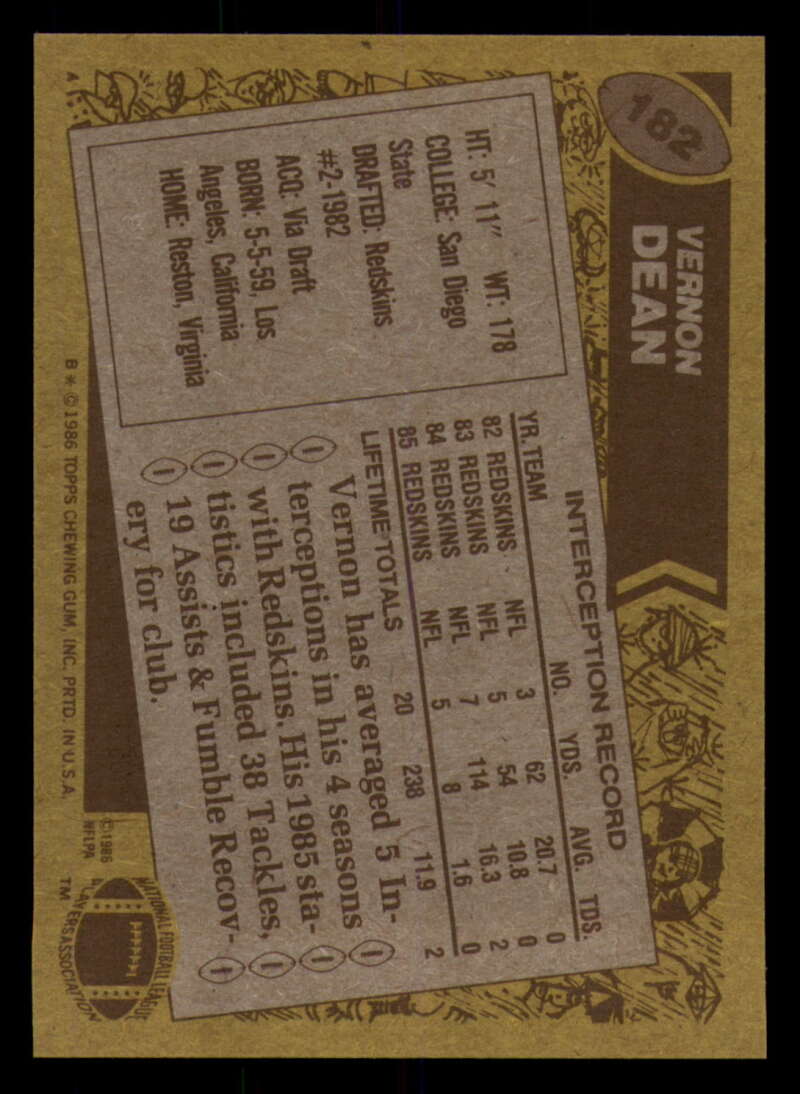 182
VERNON
DEAN
HT: 5' 11" WT: 178
COLLEGE: San Diego
State
DRAFTED: Redskins
#2-1982
ACQ: Via Draft
BORN: 5-5-59, Los
Angeles, California
HOME: Reston, Virginia
INTERCEPTION RECORD
YR. TEAM NO. YDS. AVG. TDS.
82 REDSKINS NFL 3 62 20.7 0
83 REDSKINS NFL 5 54 10.8 0
84 REDSKINS NFL 7 114 16.3 2
85 REDSKINS NFL 5 8 1.6 0
LIFETIME TOTALS 20 238 11.9 2
Vernon has averaged 5 In-
terceptions in his 4 seasons
with Redskins. His 1985 sta-
tistics included 38 Tackles,
19 Assists & Fumble Recov-
ery for club.
B * © 1986 TOPPS CHEWING GUM, INC. PRTD. IN U.S.A.
© 1986
NFLPA
NATIONAL FOOTBALL LEAGUE
PLAYERS ASSOCIATION
TM
A